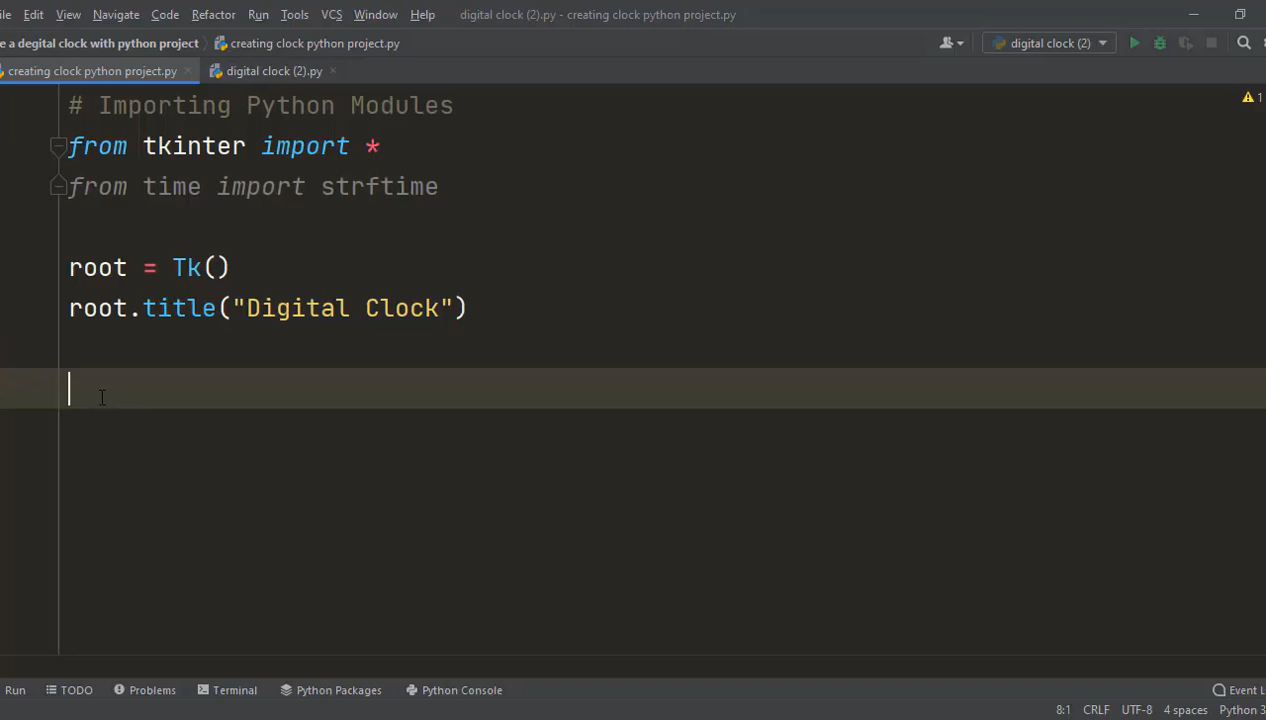 ile Edit View Navigate Code Refactor Run Tools VCS Window Help digital clock (2).py - creating clock python project.py
e a degital clock with python project creating clock python project.py digital clock (2)
creating clock python project.py digital clock (2).py
# Importing Python Modules
1
from tkinter import *
from time import strftime
root = Tk()
root.title("Digital Clock")
Run TODO Problems Terminal Python Packages Python Console Event L
8:1 CRLF UTF-8 4 spaces Python 3